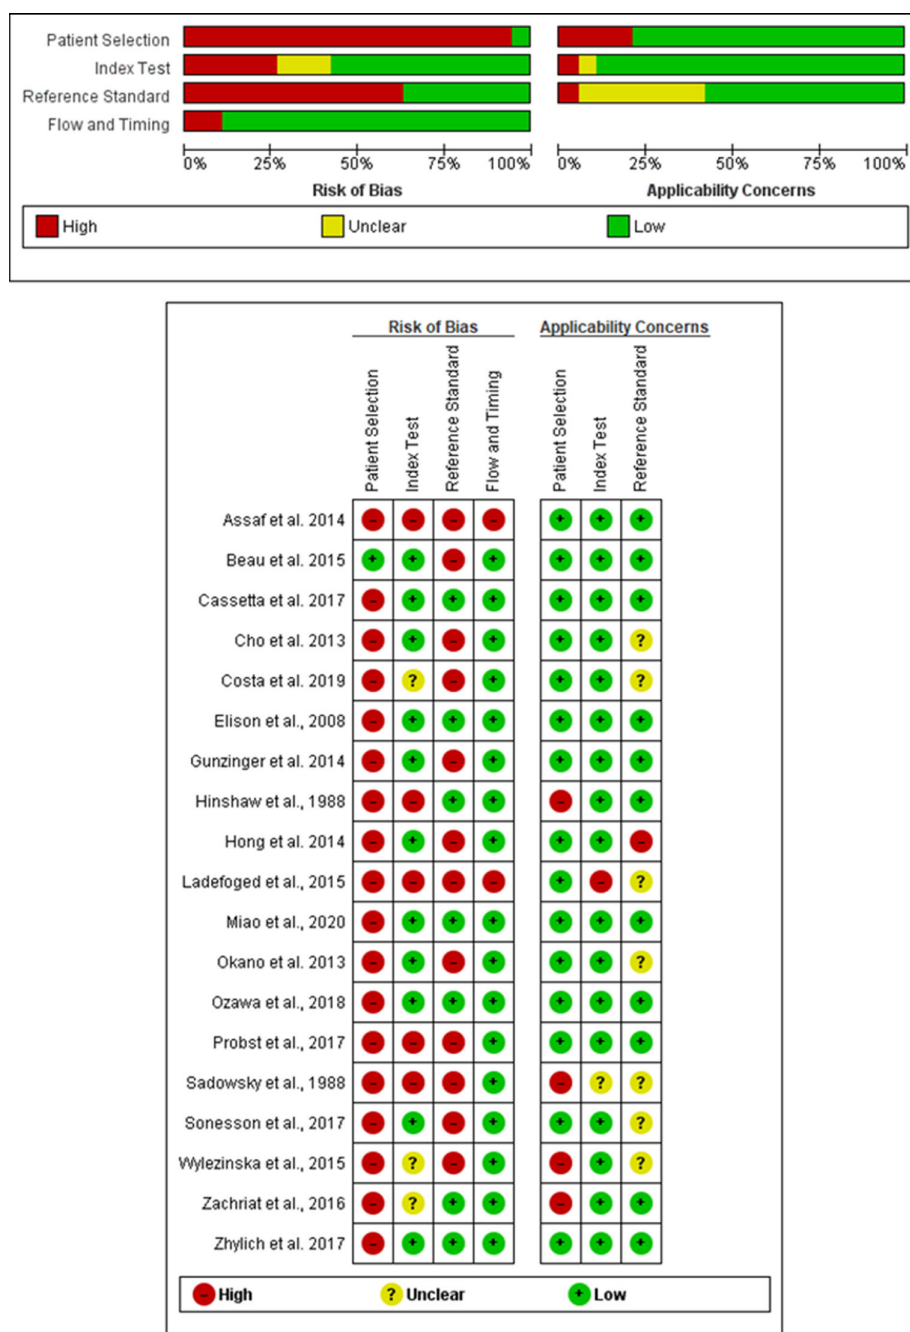 Patient Selection
Index Test
Reference Standard
Flow and Timing
0% 25% 50% 75% 100% 0% 25% 50% 75% 100%
Risk of Bias Applicability Concerns
High Unclear Low
Risk of Bias Applicability Concerns
Patient Selection Index Test Reference Standard Flow and Timing Patient Selection Index Test Reference Standard
Assaf et al. 2014 - - - - + + +
Beau et al. 2015 + + - + + + +
Cassetta et al. 2017 - + + + + + +
Cho et al. 2013 - + - + + + ?
Costa et al. 2019 - ? - + + + ?
Elison et al., 2008 - + + + + + +
Gunzinger et al. 2014 - + - + + + +
Hinshaw et al., 1988 - - + + - + +
Hong et al. 2014 - + - + + + -
Ladefoged et al., 2015 - - - - + - ?
Miao et al., 2020 - + + + + + +
Okano et al. 2013 - + - + + + ?
Ozawa et al., 2018 - + + + + + +
Probst et al., 2017 - - - + + + +
Sadowsky et al., 1988 - - - + - ? ?
Sonesson et al., 2017 - + - + + + ?
Wylezinska et al., 2015 - ? - + - + ?
Zachriat et al., 2016 - ? + + - + +
Zhylich et al. 2017 - + + + + + +
- High ? Unclear + Low